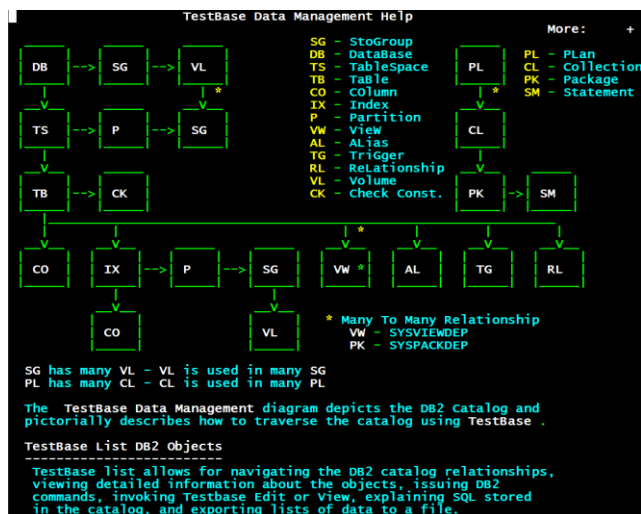 TestBase Data Management Help
More: +
SG - StoGroup
DB - DataBase
TS - TableSpace
TB - TaBle
CO - COlumn
IX - Index
P - Partition
VW - VieW
AL - ALias
TG - TriGger
RL - ReLationship
VL - Volume
CK - Check Const.
PL - PLan
CL - Collection
PK - Package
SM - Statement
DB --> SG --> VL PL
* *
TS --> P --> SG CL
TB --> CK PK -> SM
*
CO IX --> P --> SG VW * AL TG RL
CO VL
* Many To Many Relationship
VW - SYSVIEWDEP
PK - SYSPACKDEP
SG has many VL - VL is used in many SG
PL has many CL - CL is used in many PL
The TestBase Data Management diagram depicts the DB2 Catalog and
pictorially describes how to traverse the catalog using TestBase .
TestBase List DB2 Objects
-------------------------
TestBase list allows for navigating the DB2 catalog relationships,
viewing detailed information about the objects, issuing DB2
commands, invoking Testbase Edit or View, explaining SQL stored
in the catalog, and exporting lists of data to a file.